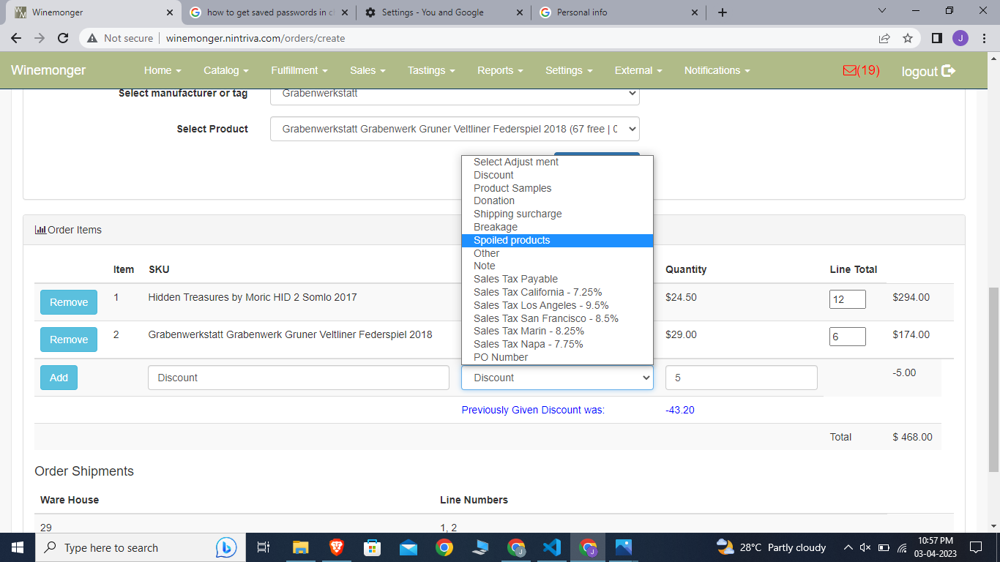 Winemonger
how to get saved passwords in ch
Settings - You and Google
Personal info
Not secure
winemonger.nintriva.com/orders/create
J
Winemonger
Home
Catalog
Fulfillment
Sales
Tastings
Reports
Settings
External
Notifications
(19)
logout
Select manufacturer or tag
Grabenwerkstatt
Select Product
Grabenwerkstatt Grabenwerk Gruner Veltliner Federspiel 2018 (67 free | 0
Select Adjust ment
Discount
Product Samples
Donation
Shipping surcharge
Breakage
Spoiled products
Other
Note
Sales Tax Payable
Sales Tax California - 7.25%
Sales Tax Los Angeles - 9.5%
Sales Tax San Francisco - 8.5%
Sales Tax Marin - 8.25%
Sales Tax Napa - 7.75%
PO Number
Order Items
Item SKU Quantity Line Total
Remove 1 Hidden Treasures by Moric HID 2 Somlo 2017 $24.50 12 $294.00
Remove 2 Grabenwerkstatt Grabenwerk Gruner Veltliner Federspiel 2018 $29.00 6 $174.00
Add Discount Discount 5 -5.00
Previously Given Discount was: -43.20
Total $ 468.00
Order Shipments
Ware House Line Numbers
29 1, 2
Type here to search
28°C Partly cloudy
10:57 PM
03-04-2023